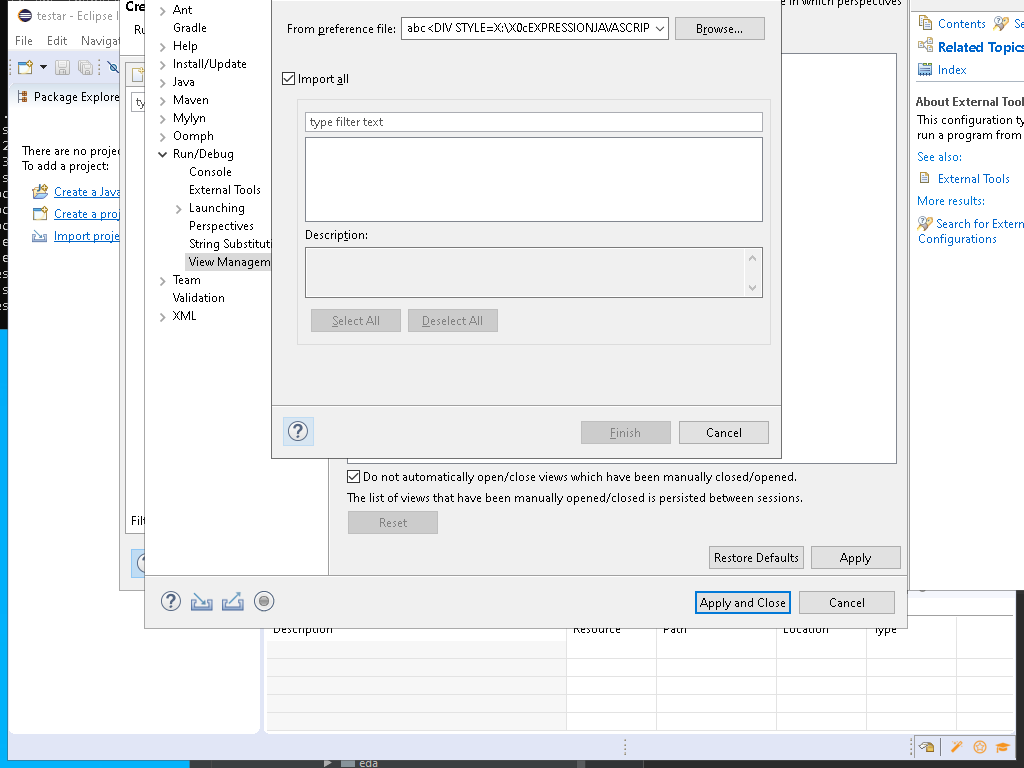 testar - Eclipse I
File Edit Navigat
Package Explore
There are no projec
To add a project:
Create a Java
Create a proj
Import proje
Cre
Ru
ty
Filt
Ant
Gradle
Help
Install/Update
Java
Maven
Mylyn
Oomph
Run/Debug
Console
External Tools
Launching
Perspectives
String Substituti
View Managem
Team
Validation
XML
e in which perspectives
From preference file:
abc<DIV STYLE=X:\X0cEXPRESSIONJAVASCRIP
Browse...
Import all
type filter text
Description:
Select All
Deselect All
Finish
Cancel
Do not automatically open/close views which have been manually closed/opened.
The list of views that have been manually opened/closed is persisted between sessions.
Reset
Restore Defaults
Apply
Apply and Close
Cancel
Contents
Se
Related Topics
Index
About External Tool
This configuration ty
run a program from
See also:
External Tools
More results:
Search for Extern
Configurations
Description Resource Path Location Type
eda